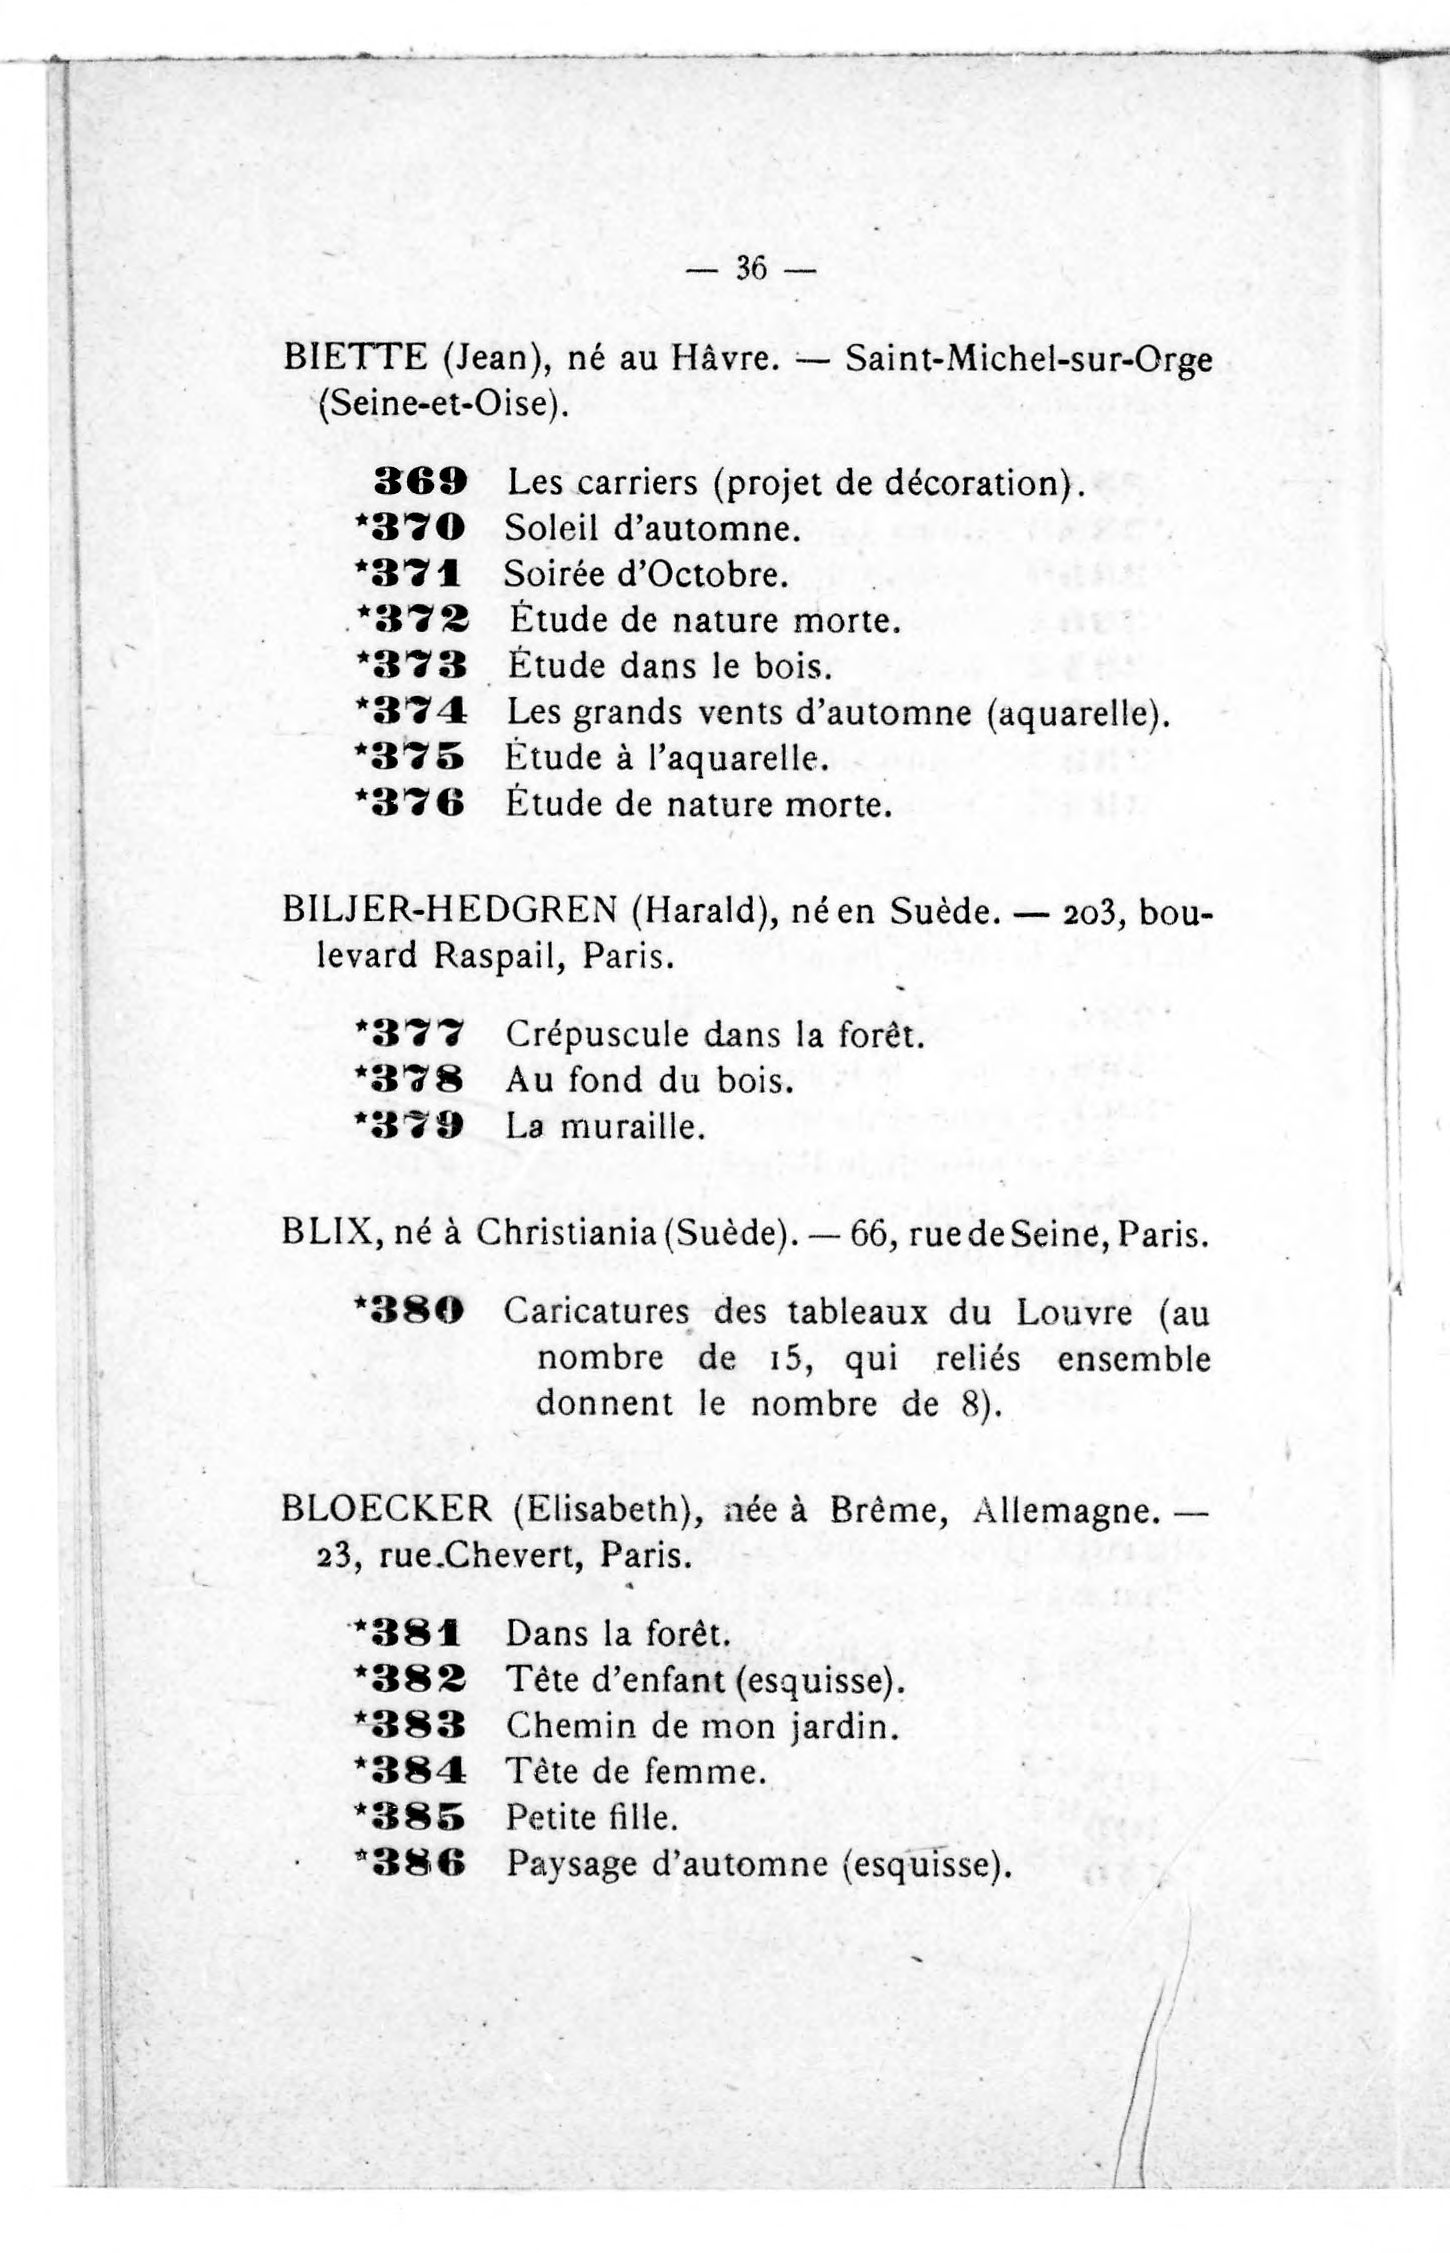 — 36 —
BIETTE (Jean), né au Hâvre. — Saint-Michel-sur-Orge
(Seine-et-Oise).
369 Les carriers (projet de décoration).
*370 Soleil d'automne.
*371 Soirée d'Octobre.
*372 Étude de nature morte.
*373 Étude dans le bois.
*374 Les grands vents d'automne (aquarelle).
*375 Étude à l'aquarelle.
*376 Étude de nature morte.
BILJER-HEDGREN (Harald), né en Suède. — 203, bou-
levard Raspail, Paris.
*377 Crépuscule dans la forêt.
*378 Au fond du bois.
*379 La muraille.
BLIX, né à Christiania (Suède). — 66, rue de Seine, Paris.
*380 Caricatures des tableaux du Louvre (au
nombre de 15, qui reliés ensemble
donnent le nombre de 8).
BLOECKER (Elisabeth), née à Brême, Allemagne. —
23, rue Chevert, Paris.
*381 Dans la forêt.
*382 Tête d'enfant (esquisse).
*383 Chemin de mon jardin.
*384 Tête de femme.
*385 Petite fille.
*386 Paysage d'automne (esquisse).